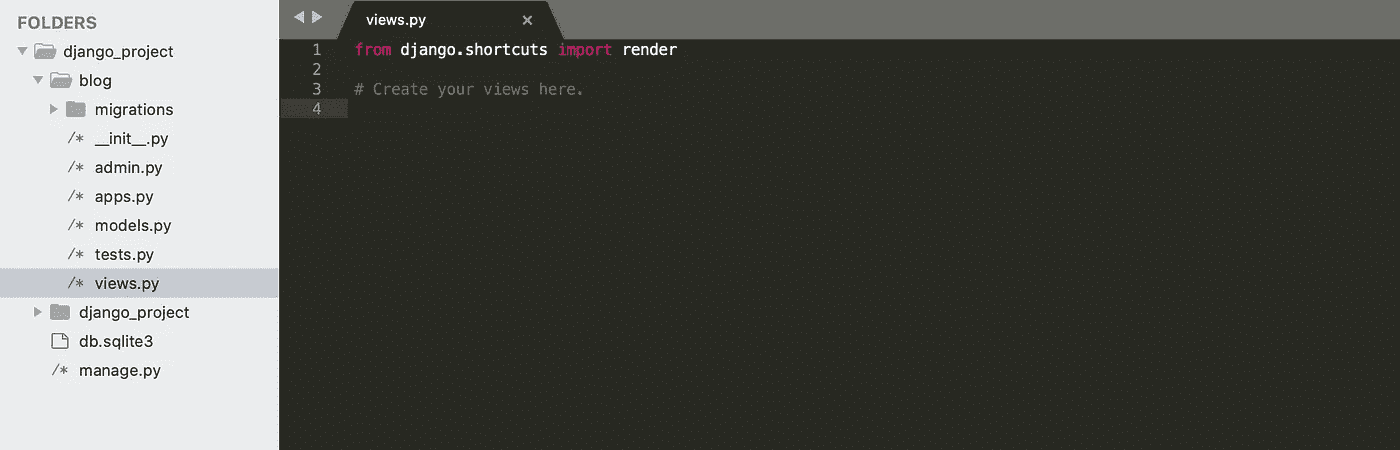 FOLDERS
django_project
blog
migrations
/* __init__.py
/* admin.py
/* apps.py
/* models.py
/* tests.py
/* views.py
django_project
db.sqlite3
/* manage.py
views.py ×
1 from django.shortcuts import render
2
3 # Create your views here.
4